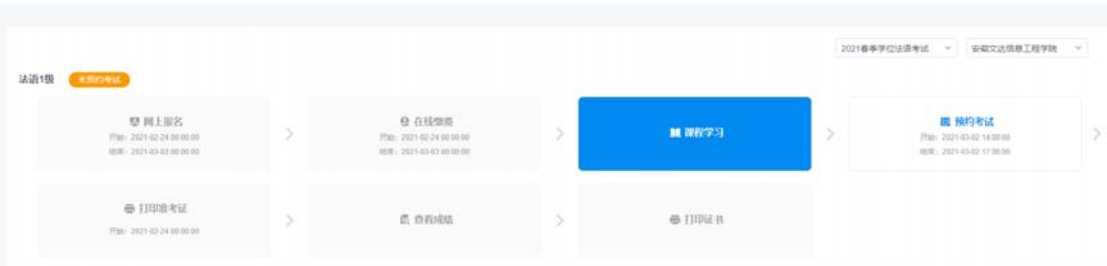 2021春季学位法语考试
安徽文达信息工程学院
法语1级
未预约考试
网上报名
开始：2021-02-24 00:00:00
结束：2021-03-03 00:00:00
在线缴费
开始：2021-02-24 00:00:00
结束：2021-03-03 00:00:00
课程学习
预约考试
开始：2021-03-02 14:00:00
结束：2021-03-02 17:00:00
打印准考证
开始：2021-02-24 00:00:00
查看成绩
打印证书